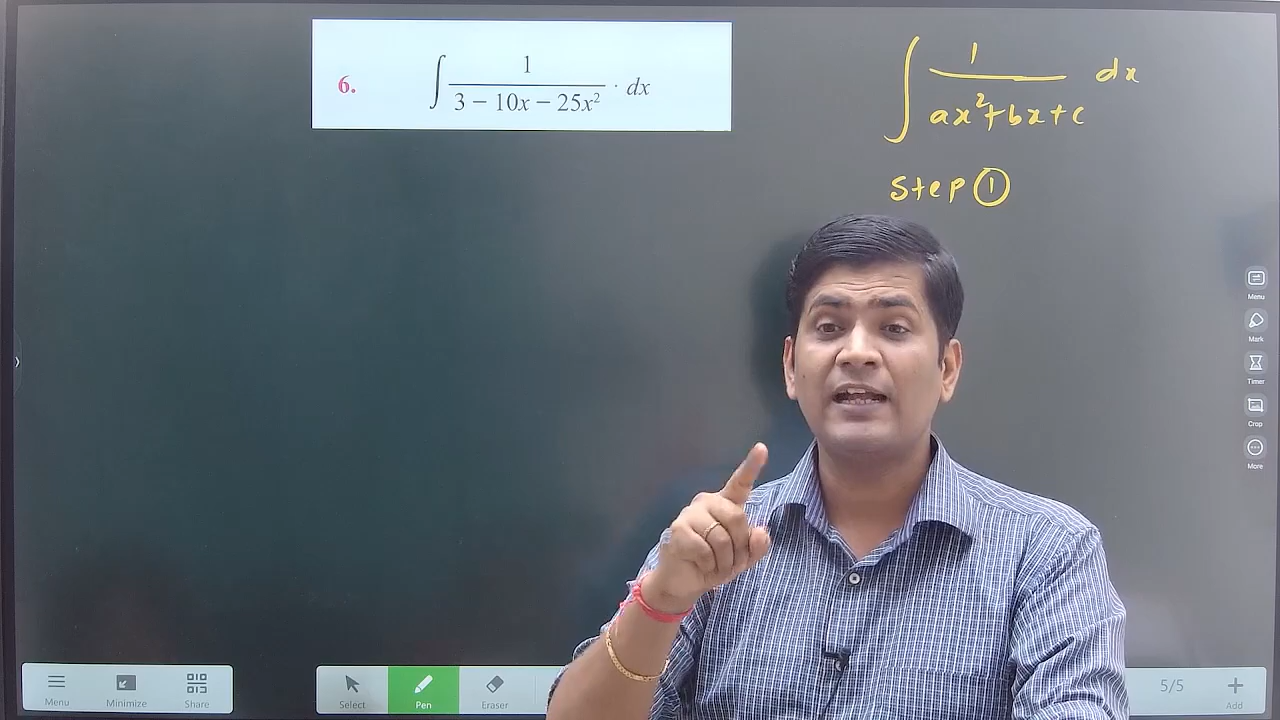 6. ∫ 1/(3 − 10x − 25x²) · dx
∫ 1/(ax²+bx+c) dx
step ①
Menu
Mark
Timer
Crop
More
Menu Minimize Share
Select Pen Eraser
5/5
Add